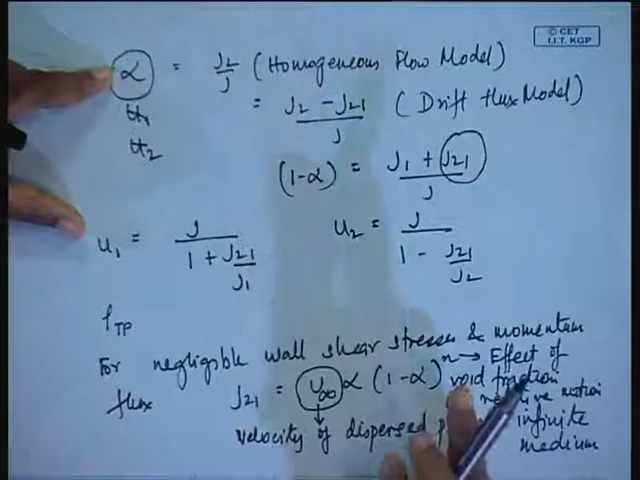 © CET
I.I.T. KGP
α = J2/J (Homogeneous Flow Model)
u1 = J2 - J21 / J (Drift flux Model)
u2
(1-α) = J1 + J21 / J
u1 = J / 1 + J21/J1
u2 = J / 1 - J21/J2
ρTP
For negligible wall shear stresses & momentum
flux J21 = u∞ α (1-α)^n → Effect of
void fraction
relative motion
velocity of dispersed infinite
medium